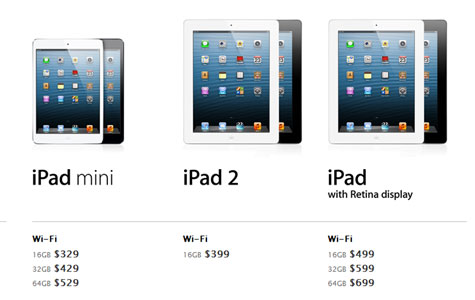 iPad mini
iPad 2
iPad
with Retina display
Wi-Fi
16GB $329
32GB $429
64GB $529
Wi-Fi
16GB $399
Wi-Fi
16GB $499
32GB $599
64GB $699